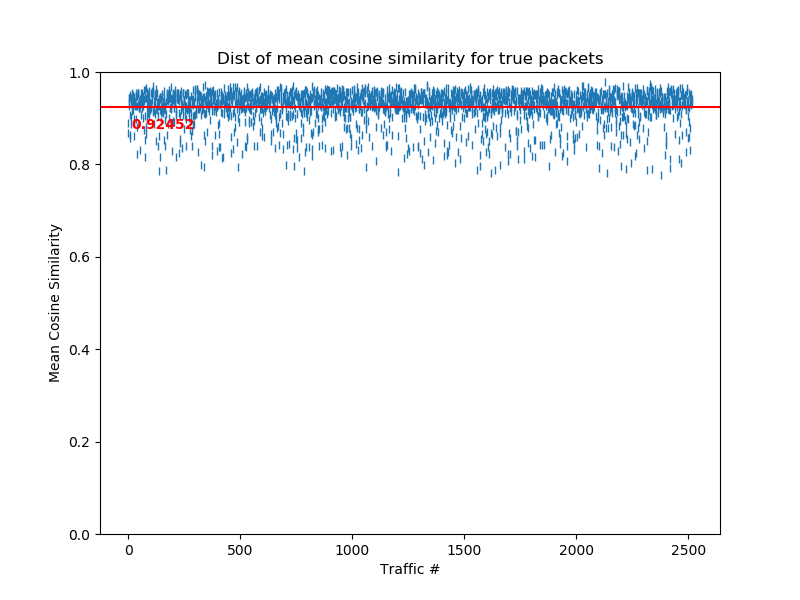 Dist of mean cosine similarity for true packets
1.0
0.92452
0.8
0.6
Mean Cosine Similarity
0.4
0.2
0.0
0 500 1000 1500 2000 2500
Traffic #